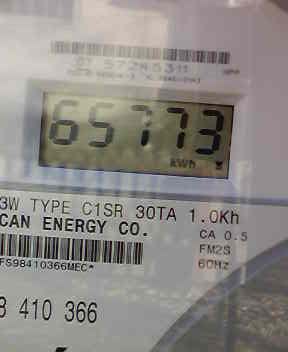 65773
kWh
3W TYPE C1SR 30TA 1.0Kh
CAN ENERGY CO.
CA 0.5
FM2S
60Hz
FS98410366MEC*
8 410 366